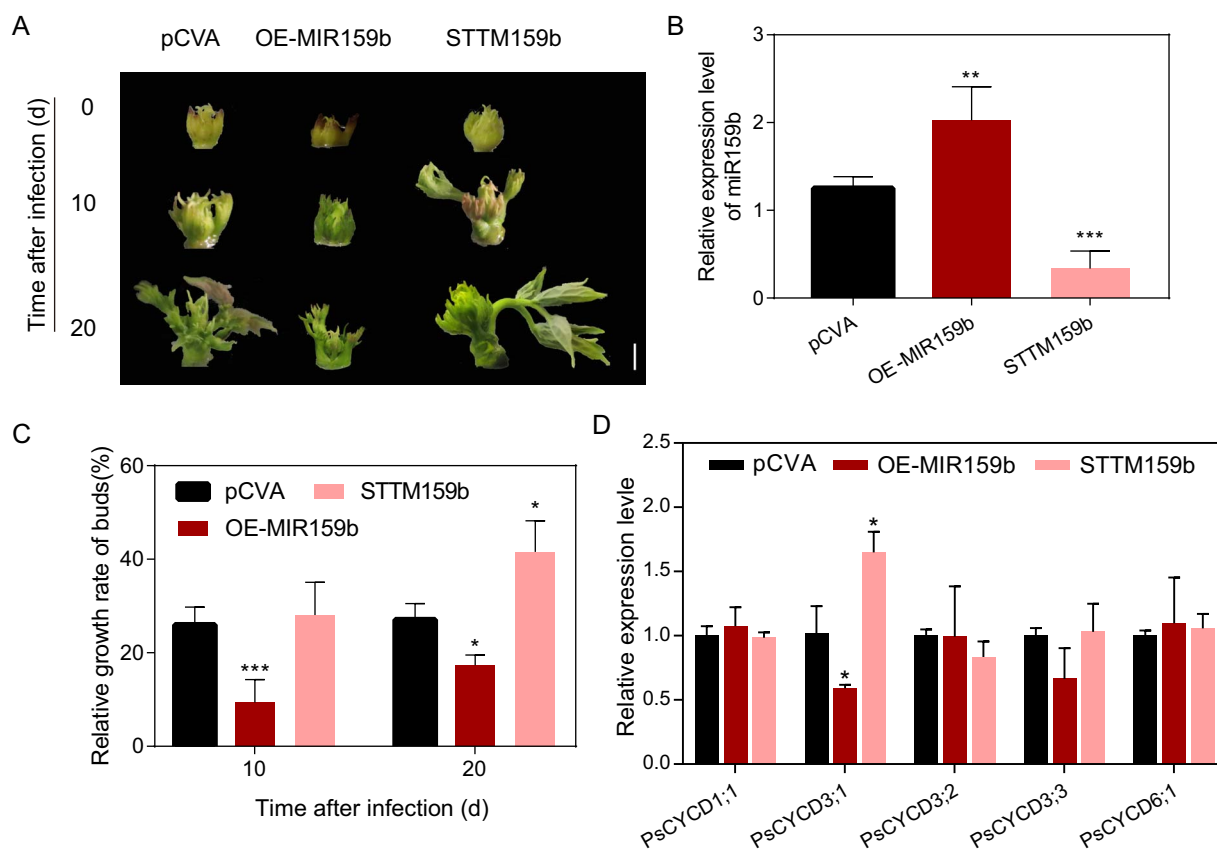 A
pCVA OE-MIR159b STTM159b
Time after infection (d)
0
10
20
B
Relative expression level
of miR159b
3
2
1
0
**
***
pCVA
OE-MIR159b
STTM159b
C
Relative growth rate of buds(%)
60
40
20
0
pCVA
STTM159b
OE-MIR159b
***
*
*
10
20
Time after infection (d)
D
Relative expression levle
2.5
2.0
1.5
1.0
0.5
0.0
pCVA
OE-MIR159b
STTM159b
*
*
PsCYCD1;1
PsCYCD3;1
PsCYCD3;2
PsCYCD3;3
PsCYCD6;1